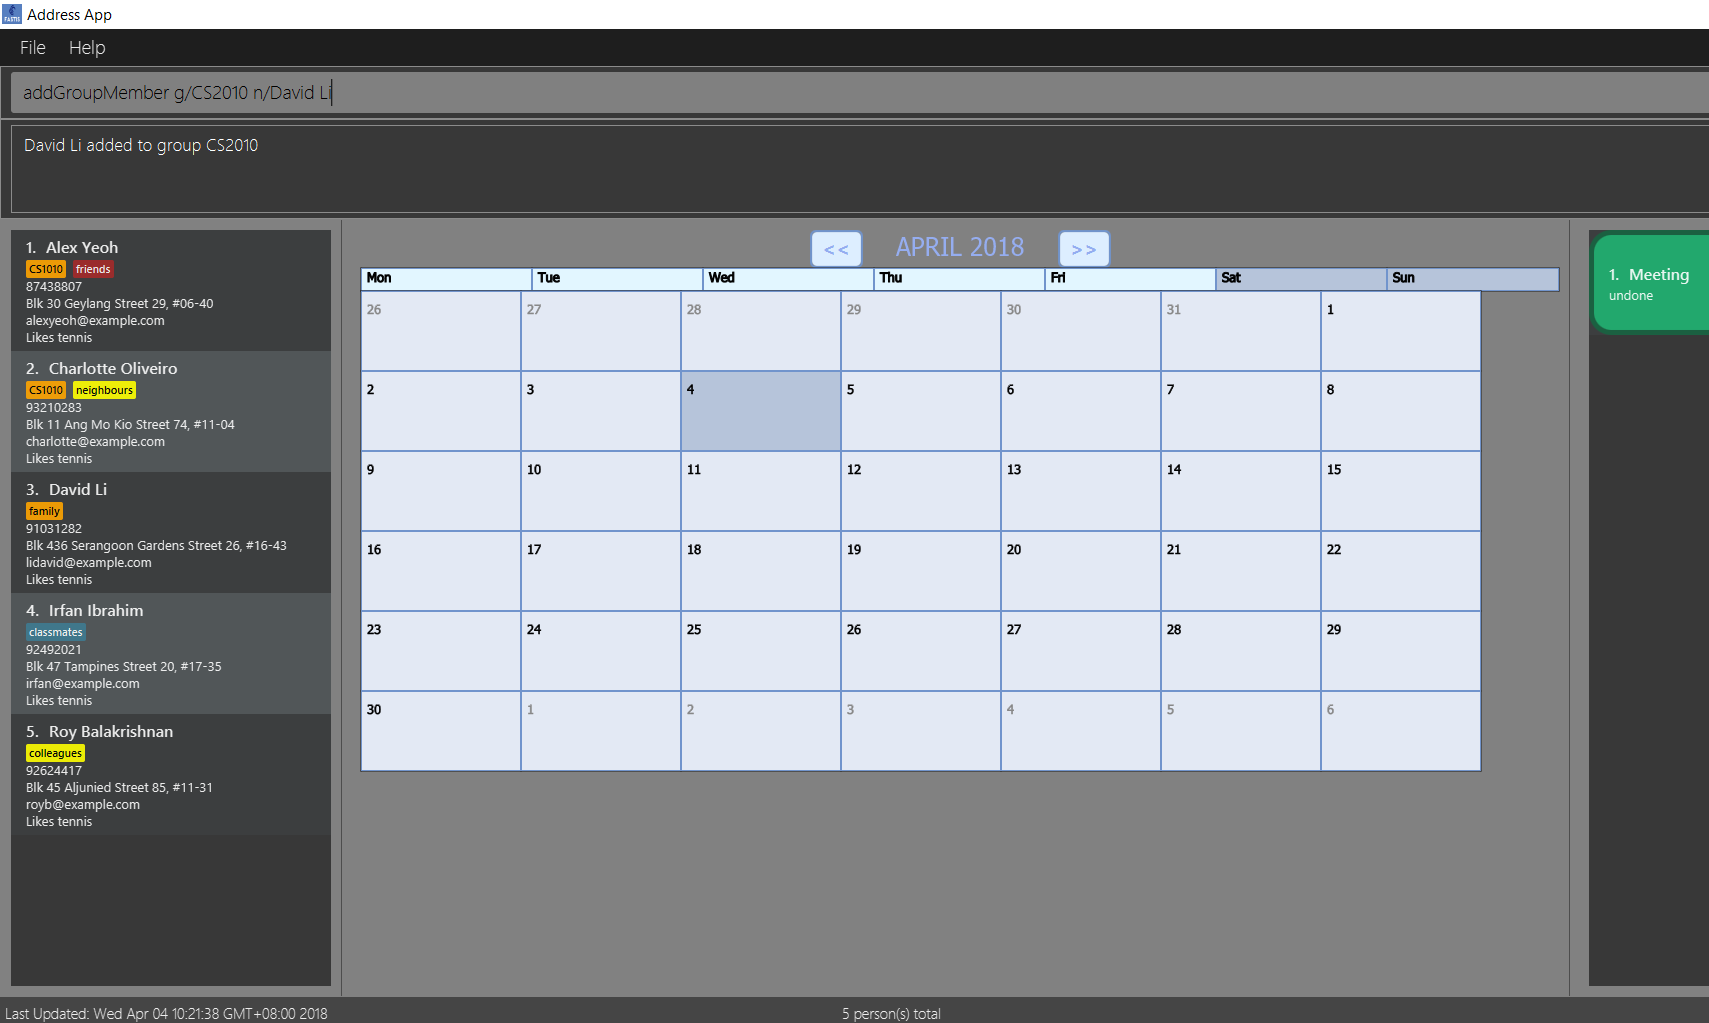 FASTIS
Address App
File Help
addGroupMember g/CS2010 n/David Li
David Li added to group CS2010
1. Alex Yeoh
CS1010 friends
87438807
Blk 30 Geylang Street 29, #06-40
alexyeoh@example.com
Likes tennis
2. Charlotte Oliveiro
CS1010 neighbours
93210283
Blk 11 Ang Mo Kio Street 74, #11-04
charlotte@example.com
Likes tennis
3. David Li
family
91031282
Blk 436 Serangoon Gardens Street 26, #16-43
lidavid@example.com
Likes tennis
4. Irfan Ibrahim
classmates
92492021
Blk 47 Tampines Street 20, #17-35
irfan@example.com
Likes tennis
5. Roy Balakrishnan
colleagues
92624417
Blk 45 Aljunied Street 85, #11-31
royb@example.com
Likes tennis
<< APRIL 2018 >>
Mon Tue Wed Thu Fri Sat Sun
26 27 28 29 30 31 1
2 3 4 5 6 7 8
9 10 11 12 13 14 15
16 17 18 19 20 21 22
23 24 25 26 27 28 29
30 1 2 3 4 5 6
1. Meeting
undone
Last Updated: Wed Apr 04 10:21:38 GMT+08:00 2018
5 person(s) total